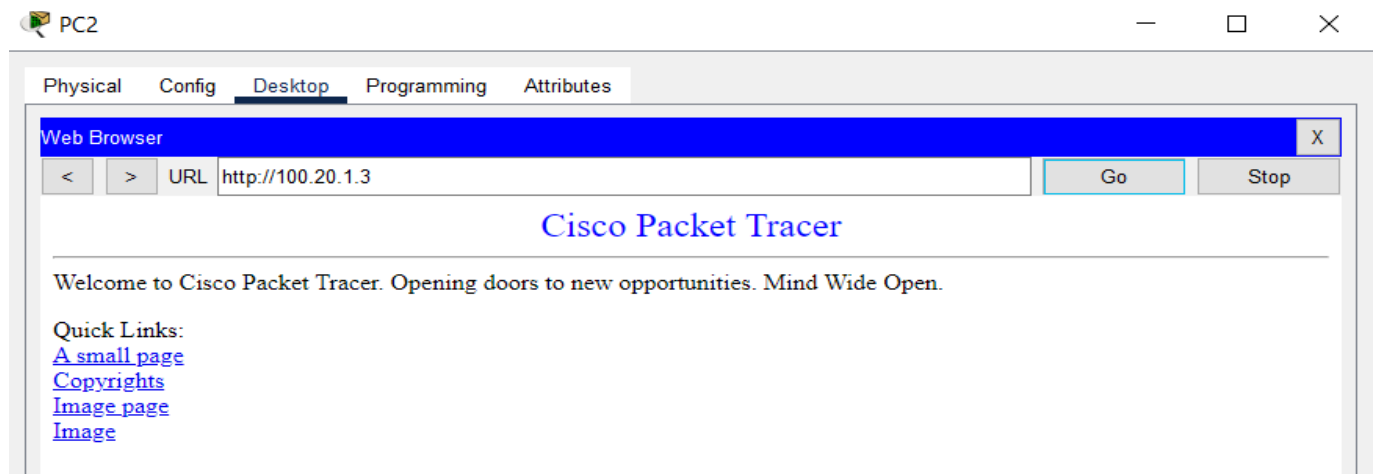 PC2
Physical Config Desktop Programming Attributes
Web Browser X
< > URL http://100.20.1.3 Go Stop
Cisco Packet Tracer
Welcome to Cisco Packet Tracer. Opening doors to new opportunities. Mind Wide Open.
Quick Links:
A small page
Copyrights
Image page
Image